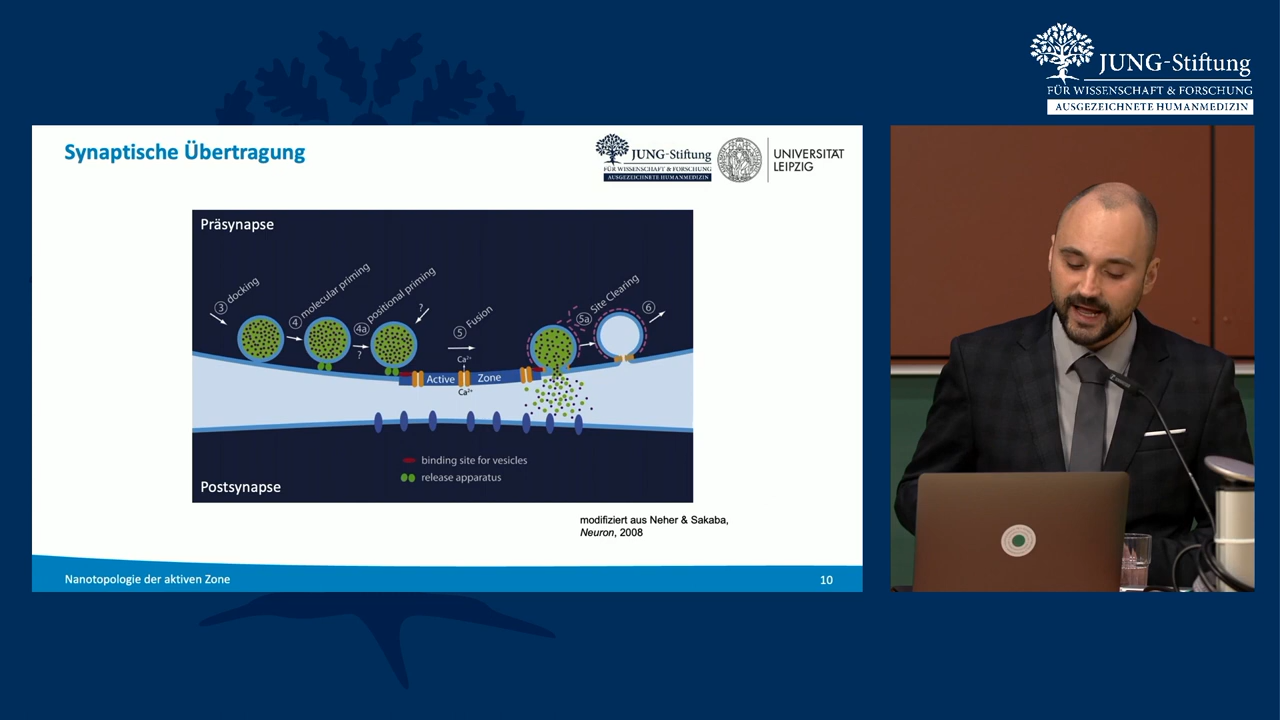 JUNG-Stiftung
FÜR WISSENSCHAFT & FORSCHUNG
AUSGEZEICHNETE HUMANMEDIZIN
Synaptische Übertragung
JUNG-Stiftung
FÜR WISSENSCHAFT & FORSCHUNG
AUSGEZEICHNETE HUMANMEDIZIN
UNIVERSITÄT
LEIPZIG
Präsynapse
3 docking
4 molecular priming
4a positional priming
?
?
5 Fusion
5a Site Clearing
6
Ca²⁺
Active Zone
Ca²⁺
binding site for vesicles
release apparatus
Postsynapse
modifiziert aus Neher & Sakaba,
Neuron, 2008
Nanotopologie der aktiven Zone
10